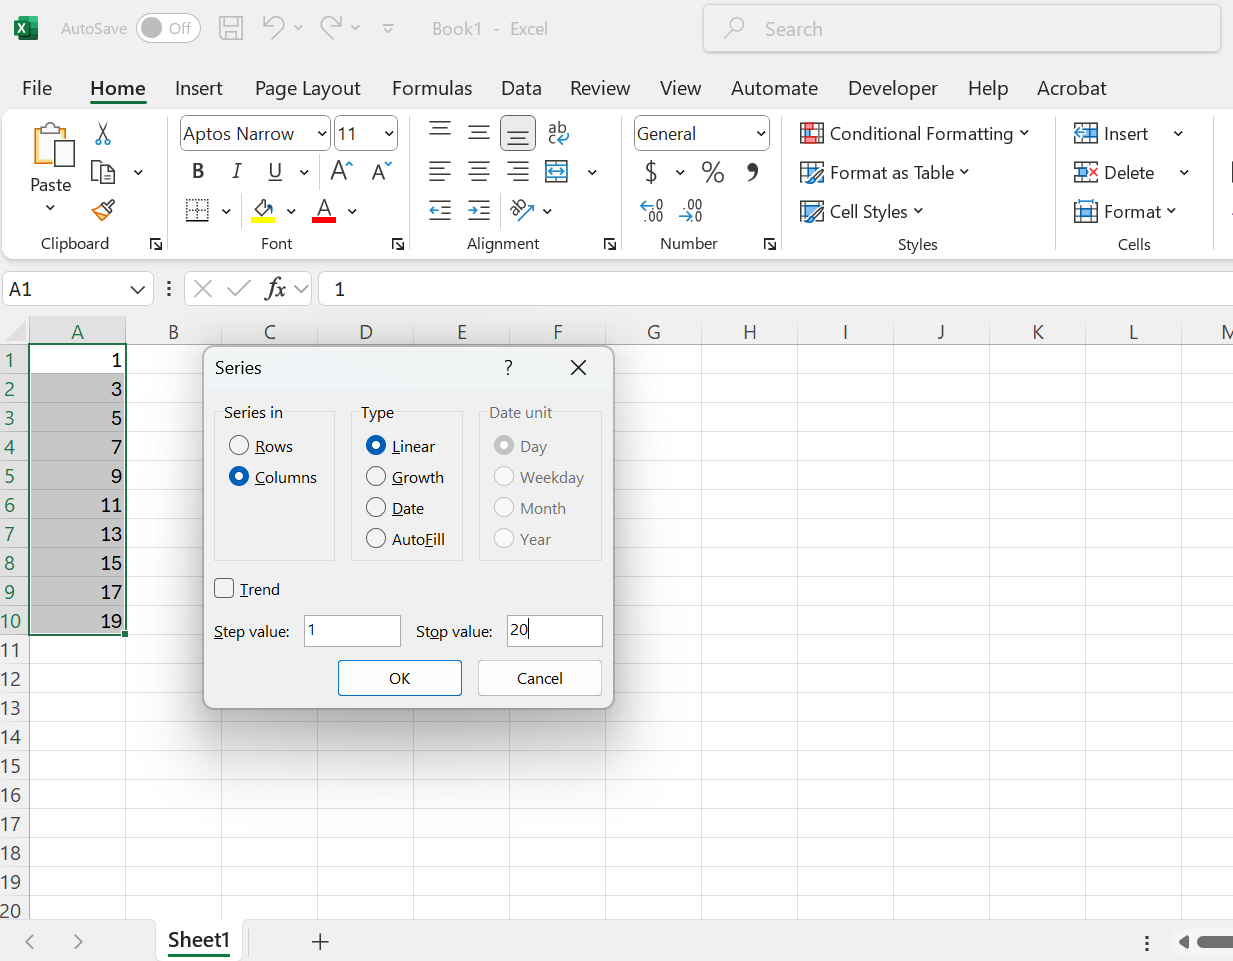 X AutoSave Off Book1 - Excel Search
File Home Insert Page Layout Formulas Data Review View Automate Developer Help Acrobat
Paste
Clipboard
Aptos Narrow 11
B I U A A
A
Font
ab
c
ab
Alignment
General
$ % 9
←0 .00 .00 →0
Number
Conditional Formatting
Format as Table
Cell Styles
Styles
Insert
Delete
Format
Cells
A1 fx 1
A B C D E F G H I J K L M
1 1
2 3
3 5
4 7
5 9
6 11
7 13
8 15
9 17
10 19
11
12
13
14
15
16
17
18
19
20
Series ?
Series in
Rows
Columns
Type
Linear
Growth
Date
AutoFill
Date unit
Day
Weekday
Month
Year
Trend
Step value: 1 Stop value: 20
OK Cancel
Sheet1 +